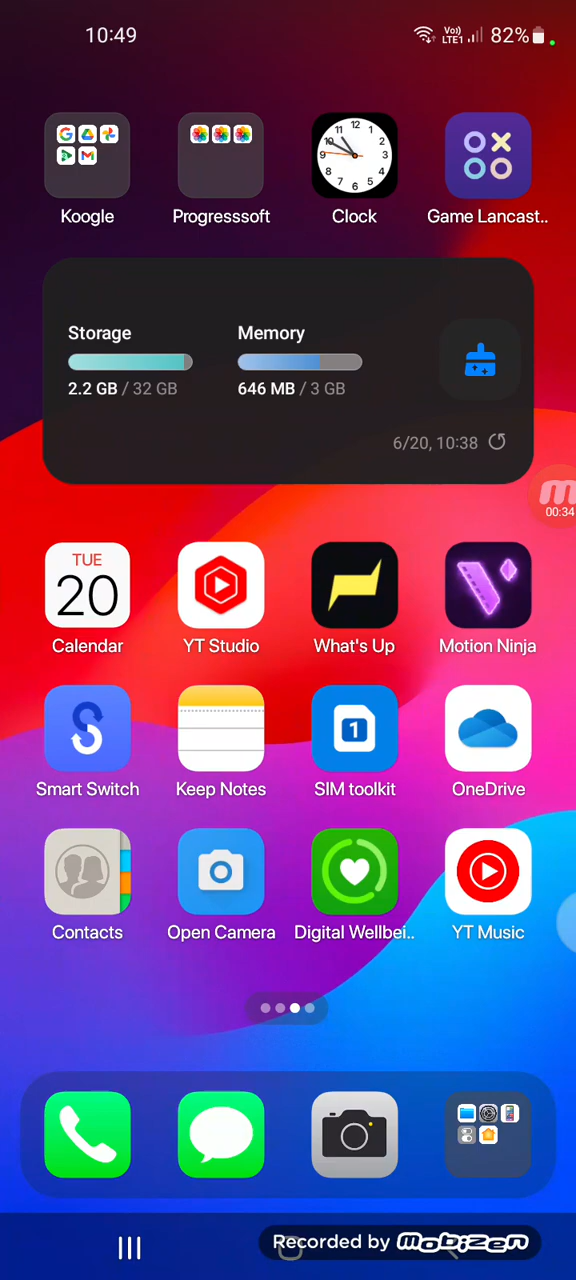 10:49
Vo)) LTE1 82%
Koogle Progresssoft Clock Game Lancast..
Storage Memory
2.2 GB / 32 GB 646 MB / 3 GB
6/20, 10:38
00:34
TUE
20
Calendar YT Studio What's Up Motion Ninja
1
Smart Switch Keep Notes SIM toolkit OneDrive
Contacts Open Camera Digital Wellbei.. YT Music
Recorded by mobizen